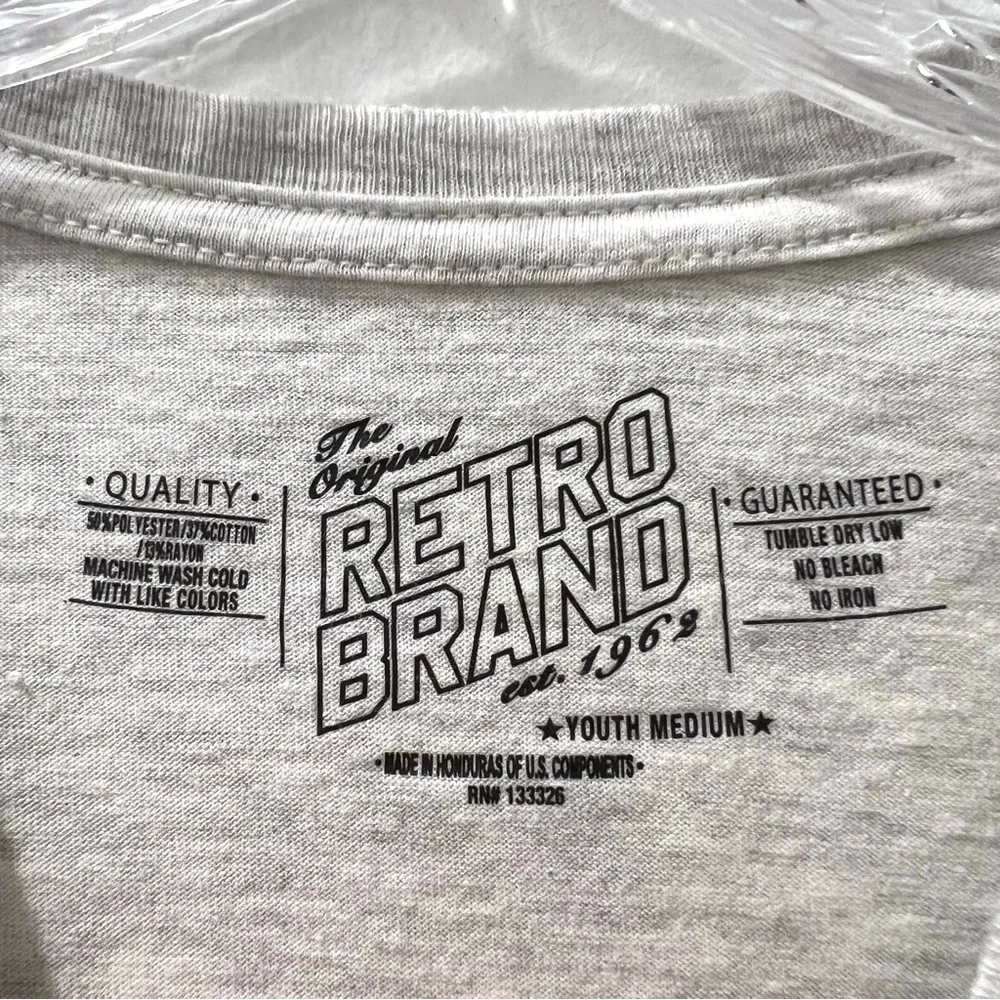 The
Original
RETRO
BRAND
est. 1962
• QUALITY •
50%POLYESTER/37%COTTON
/13%RAYON
MACHINE WASH COLD
WITH LIKE COLORS
• GUARANTEED •
TUMBLE DRY LOW
NO BLEACH
NO IRON
★YOUTH MEDIUM★
•MADE IN HONDURAS OF U.S. COMPONENTS•
RN# 133326